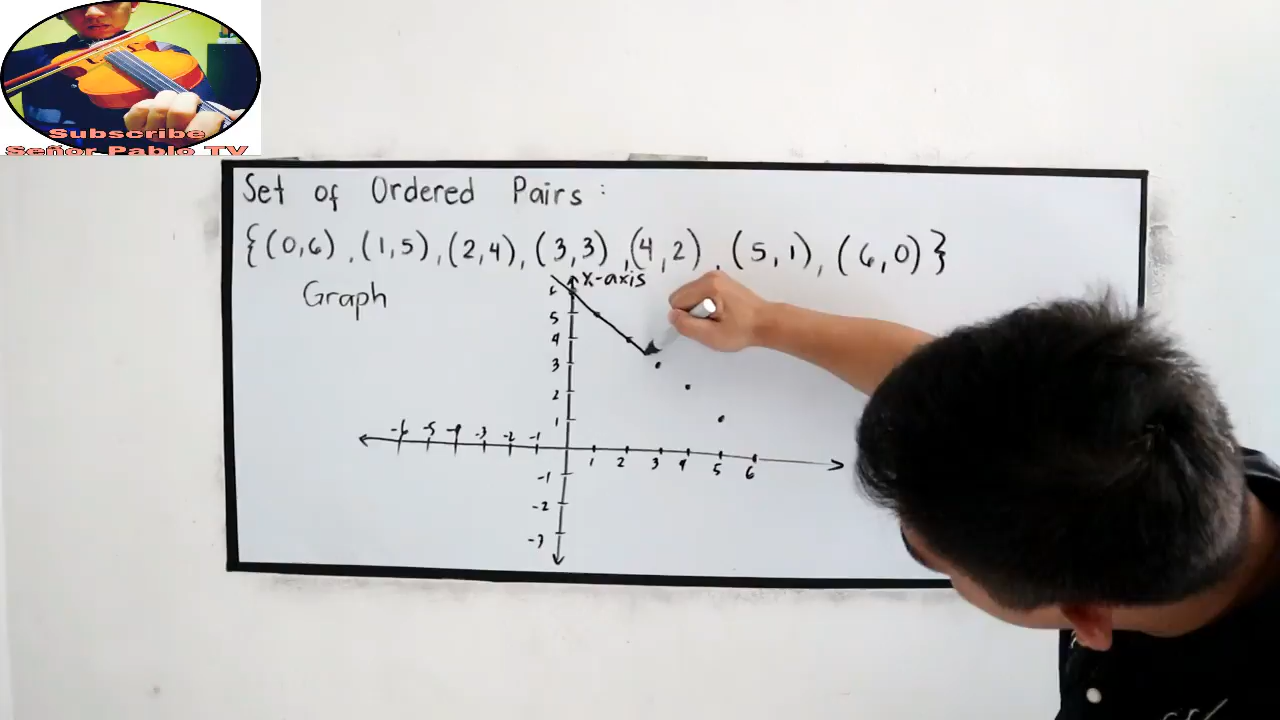 Subscribe
Señor Pablo TV
Set of Ordered Pairs :
{(0,6), (1,5), (2,4), (3,3), (4,2), (5,1), (6,0)}
Graph
x-axis
6
5
4
3
2
1
-6 -5 -4 -3 -2 -1
1 2 3 4 5 6
-1
-2
-3